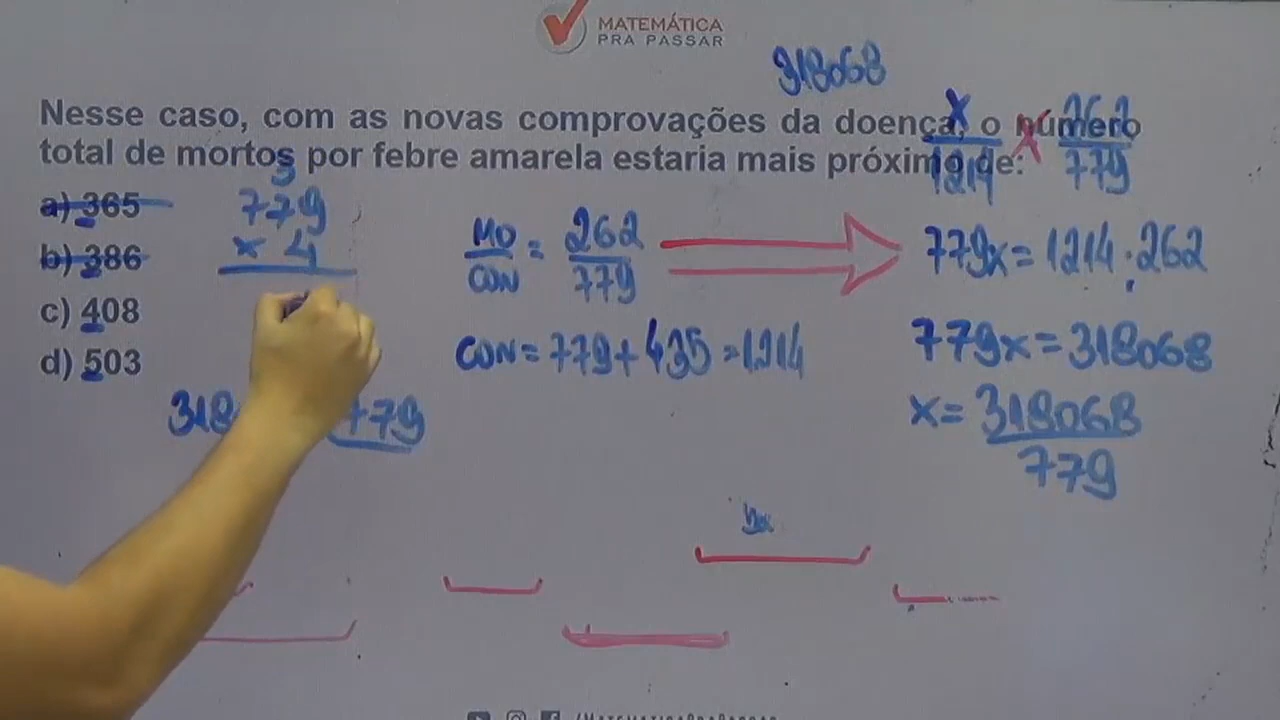 MATEMÁTICA
PRA PASSAR
318068
Nesse caso, com as novas comprovações da doença, o número
total de mortos por febre amarela estaria mais próximo de:
x/1214 262/779
a) 365
b) 386
c) 408
d) 503
3
779
x 4
MO/CON = 262/779
CON = 779 + 435 = 1214
779x = 1214 . 262
779x = 318068
x = 318068/779
318
779